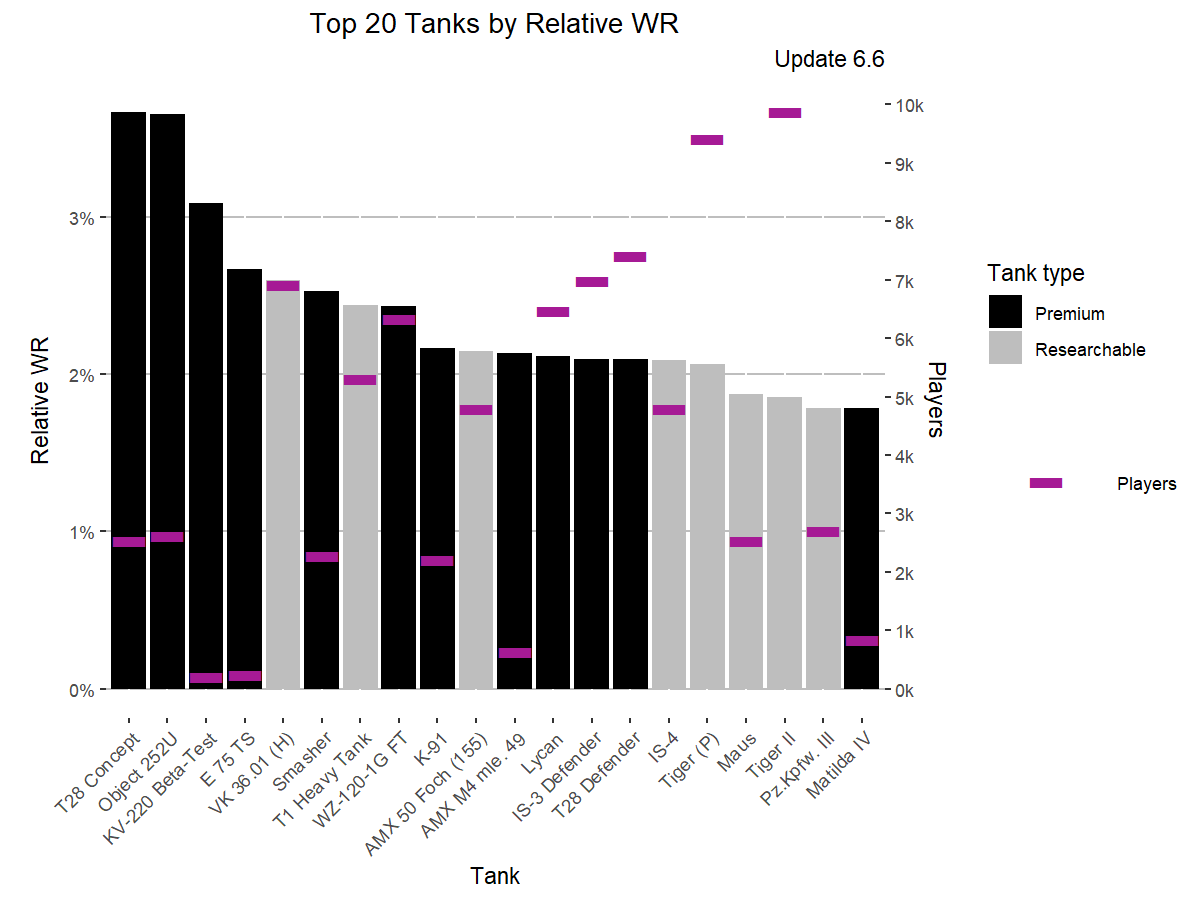 Top 20 Tanks by Relative WR
Update 6.6
Relative WR
3%
2%
1%
0%
10k
9k
8k
7k
6k
5k
4k
3k
2k
1k
0k
Players
T28 Concept
Object 252U
KV-220 Beta-Test
E 75 TS
VK 36.01 (H)
Smasher
T1 Heavy Tank
WZ-120-1G FT
K-91
AMX 50 Foch (155)
AMX M4 mle. 49
Lycan
IS-3 Defender
T28 Defender
IS-4
Tiger (P)
Maus
Tiger II
Pz.Kpfw. III
Matilda IV
Tank
Tank type
Premium
Researchable
Players